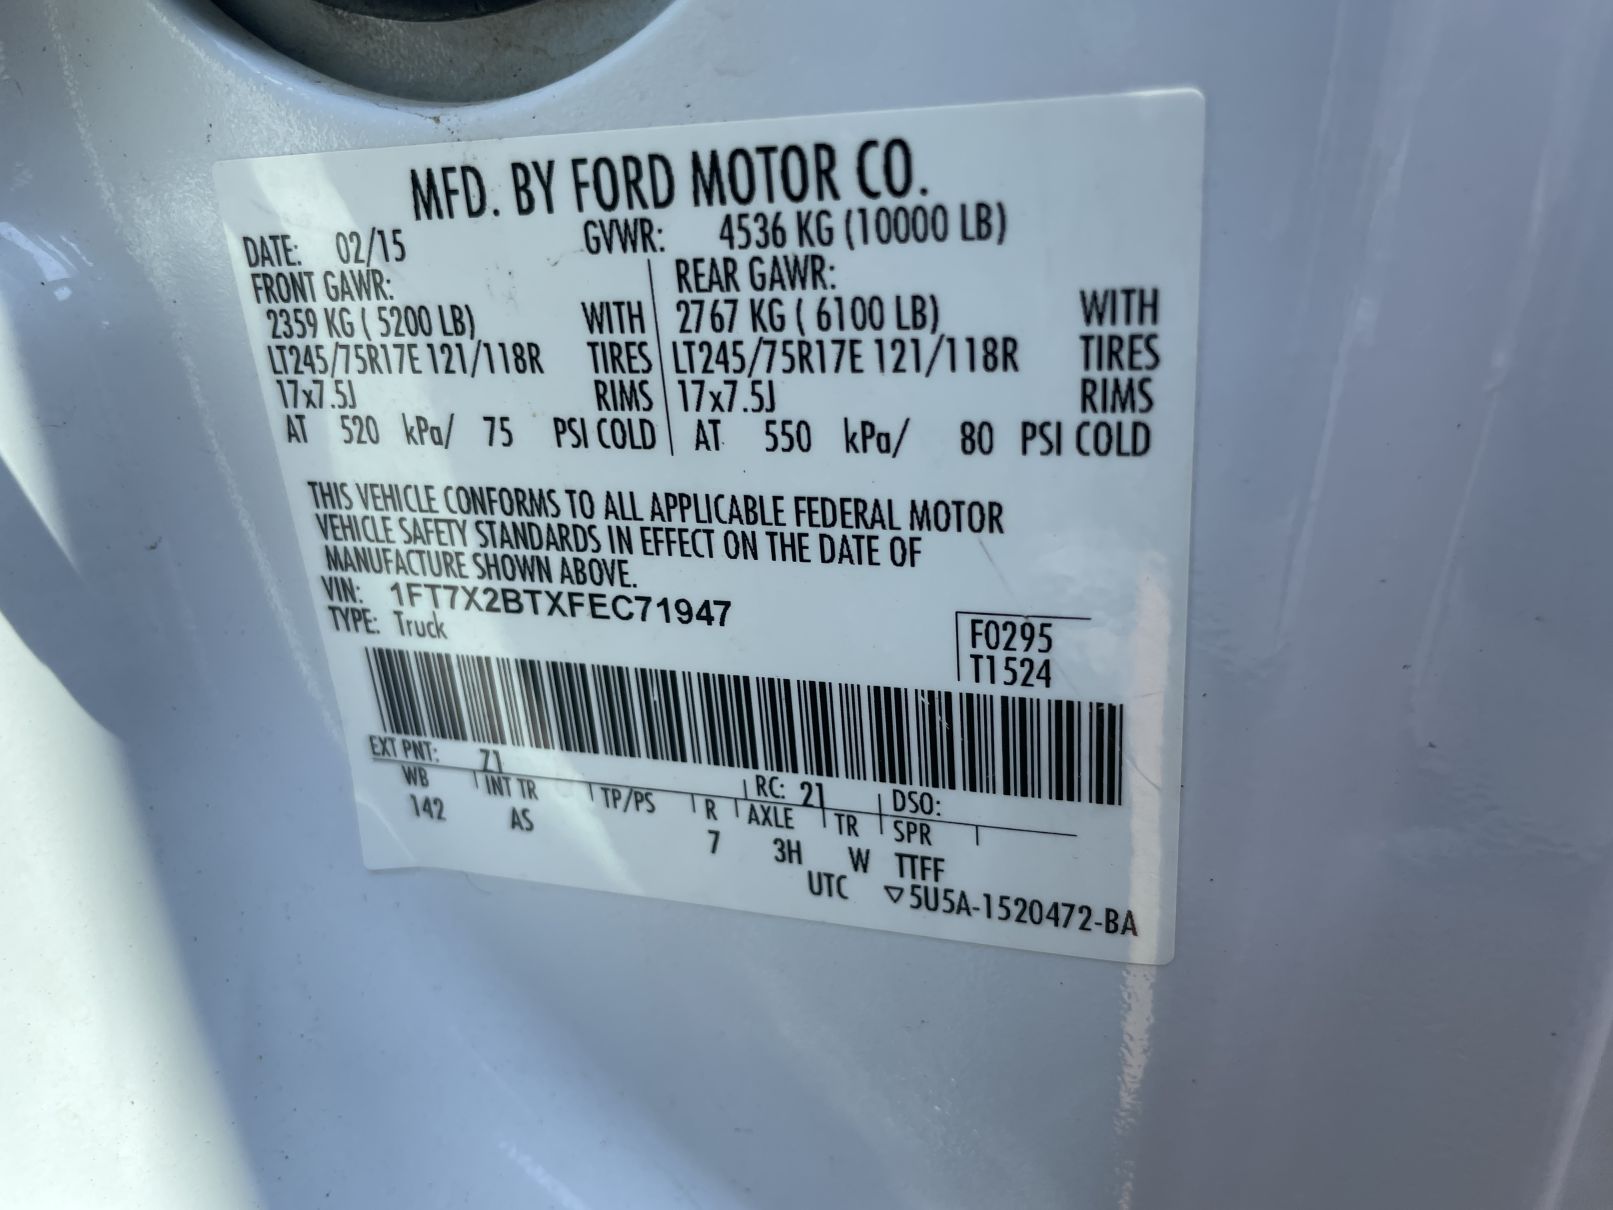 MFD. BY FORD MOTOR CO.
DATE: 02/15 GVWR: 4536 KG (10000 LB)
FRONT GAWR: REAR GAWR:
2359 KG ( 5200 LB) WITH 2767 KG ( 6100 LB) WITH
LT245/75R17E 121/118R TIRES LT245/75R17E 121/118R TIRES
17x7.5J RIMS 17x7.5J RIMS
AT 520 kPa/ 75 PSI COLD AT 550 kPa/ 80 PSI COLD
THIS VEHICLE CONFORMS TO ALL APPLICABLE FEDERAL MOTOR
VEHICLE SAFETY STANDARDS IN EFFECT ON THE DATE OF
MANUFACTURE SHOWN ABOVE.
VIN: 1FT7X2BTXFEC71947
TYPE: Truck F0295
T1524
EXT PNT: Z1 RC: 21 DSO:
WB INT TR TP/PS R AXLE TR SPR
142 AS 7 3H W TTFF
UTC ▽5U5A-1520472-BA